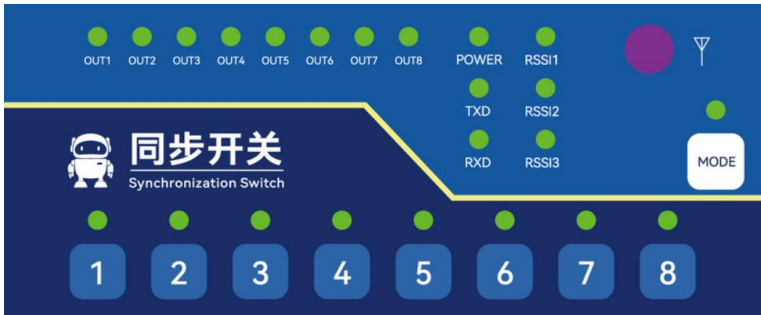 OUT1 OUT2 OUT3 OUT4 OUT5 OUT6 OUT7 OUT8 POWER RSSI1
TXD RSSI2
RXD RSSI3
MODE
同步开关
Synchronization Switch
1 2 3 4 5 6 7 8